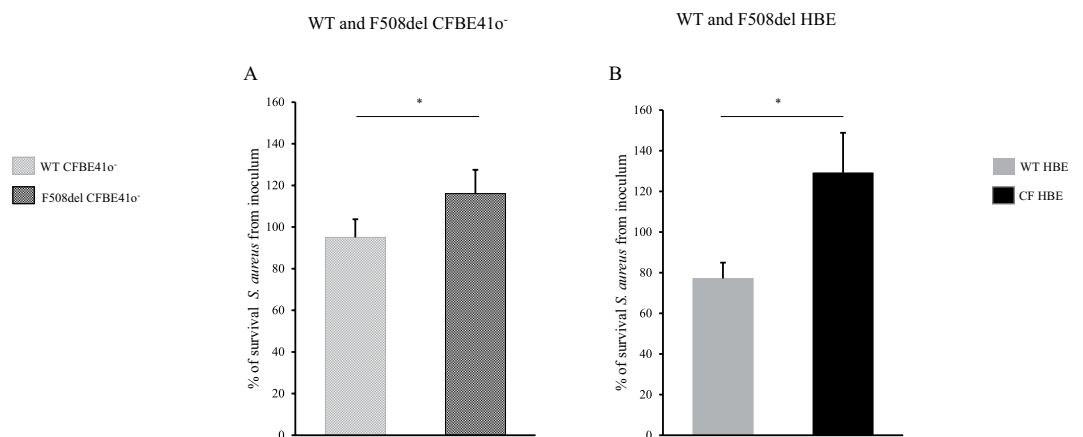 WT and F508del CFBE41o-
WT and F508del HBE
A
B
*
*
160
140
120
100
80
60
40
20
0
% of survival S. aureus from inoculum
160
140
120
100
80
60
40
20
0
% of survival S. aureus from inoculum
WT CFBE41o-
F508del CFBE41o-
WT HBE
CF HBE